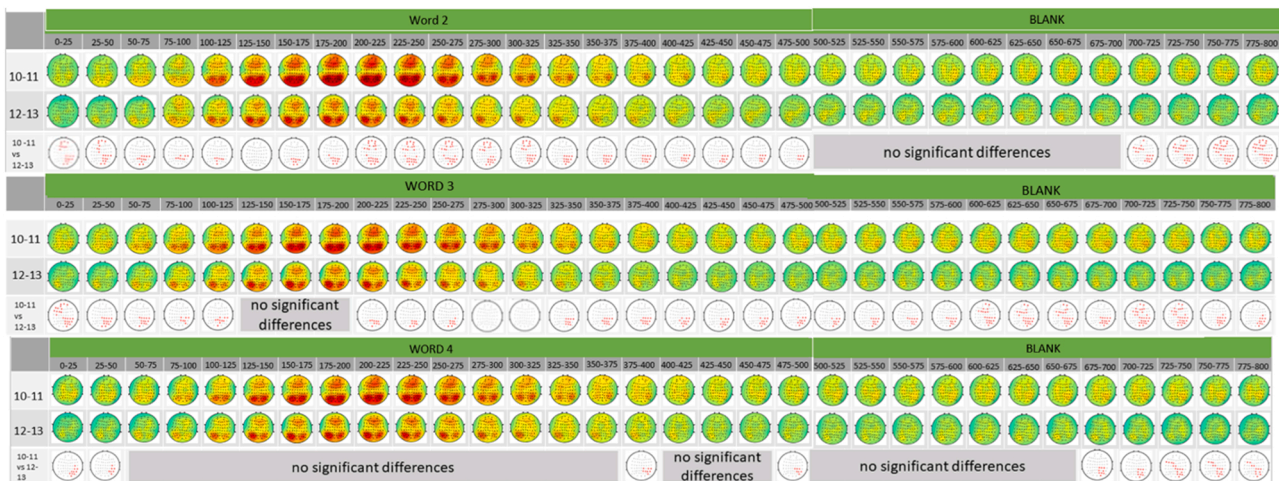 Word 2 BLANK
0-25 25-50 50-75 75-100 100-125 125-150 150-175 175-200 200-225 225-250 250-275 275-300 300-325 325-350 350-375 375-400 400-425 425-450 450-475 475-500 500-525 525-550 550-575 575-600 600-625 625-650 650-675 675-700 700-725 725-750 750-775 775-800
10-11
12-13
10 -11
vs
12-13
no significant differences
WORD 3 BLANK
0-25 25-50 50-75 75-100 100-125 125-150 150-175 175-200 200-225 225-250 250-275 275-300 300-325 325-350 350-375 375-400 400-425 425-450 450-475 475-500 500-525 525-550 550-575 575-600 600-625 625-650 650-675 675-700 700-725 725-750 750-775 775-800
10-11
12-13
10-11
vs
12-13
no significant
differences
WORD 4 BLANK
0-25 25-50 50-75 75-100 100-125 125-150 150-175 175-200 200-225 225-250 250-275 275-300 300-325 325-350 350-375 375-400 400-425 425-450 450-475 475-500 500-525 525-550 550-575 575-600 600-625 625-650 650-675 675-700 700-725 725-750 750-775 775-800
10-11
12-13
10-11
vs 12-
13
no significant differences
no significant
differences
no significant differences